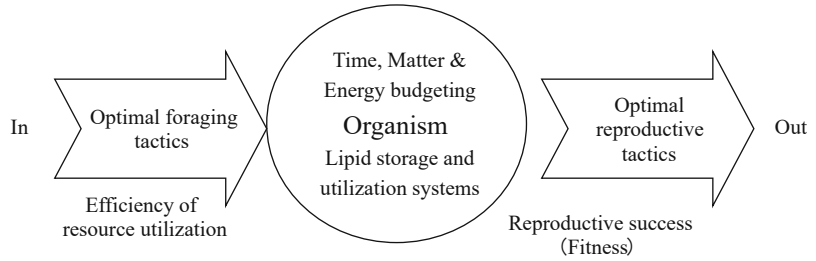 In
Optimal foraging
tactics
Efficiency of
resource utilization
Time, Matter &
Energy budgeting
Organism
Lipid storage and
utilization systems
Optimal
reproductive
tactics
Reproductive success
（Fitness）
Out